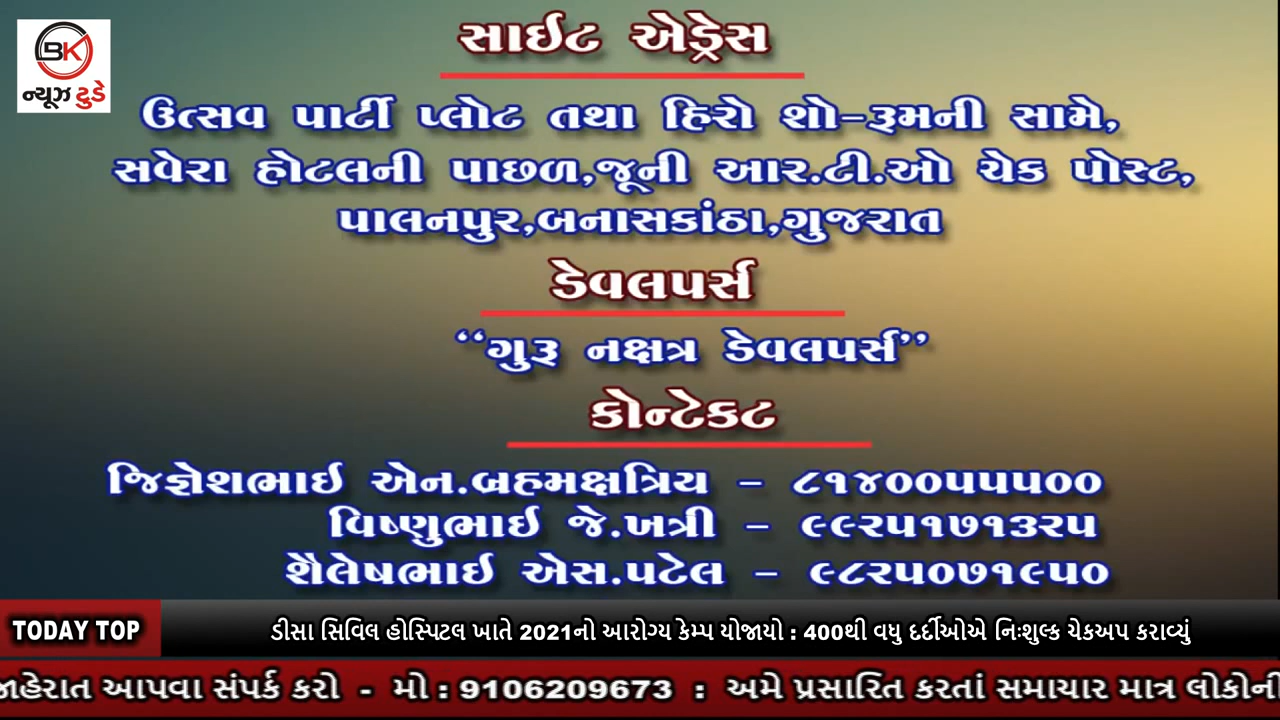 BK
ન્યૂઝ ટુડે
સાઈટ એડ્રેસ
ઉત્સવ પાર્ટી પ્લોટ તથા હિરો શો-રૂમની સામે,
સવેરા હોટલની પાછળ,જૂની આર.ટી.ઓ ચેક પોસ્ટ,
પાલનપુર,બનાસકાંઠા,ગુજરાત
ડેવલપર્સ
“ગુરૂ નક્ષત્ર ડેવલપર્સ”
કોન્ટેકટ
જિજ્ઞેશભાઇ એન.બ્રહમક્ષત્રિય - ૮૧૪૦૦૫૫૫૦૦
વિષ્ણુભાઇ જે.ખત્રી - ૯૯૨૫૧૭૧૩૨૫
શૈલેષભાઇ એસ.પટેલ - ૯૮૨૫૦૭૧૯૫૦
TODAY TOP
ડીસા સિવિલ હોસ્પિટલ ખાતે 2021નો આરોગ્ય કેમ્પ યોજાયો : 400થી વધુ દર્દીઓએ નિઃશુલ્ક ચેકઅપ કરાવ્યું
જાહેરાત આપવા સંપર્ક કરો - મો : 9106209673 : અમે પ્રસારિત કરતાં સમાચાર માત્ર લોકોની